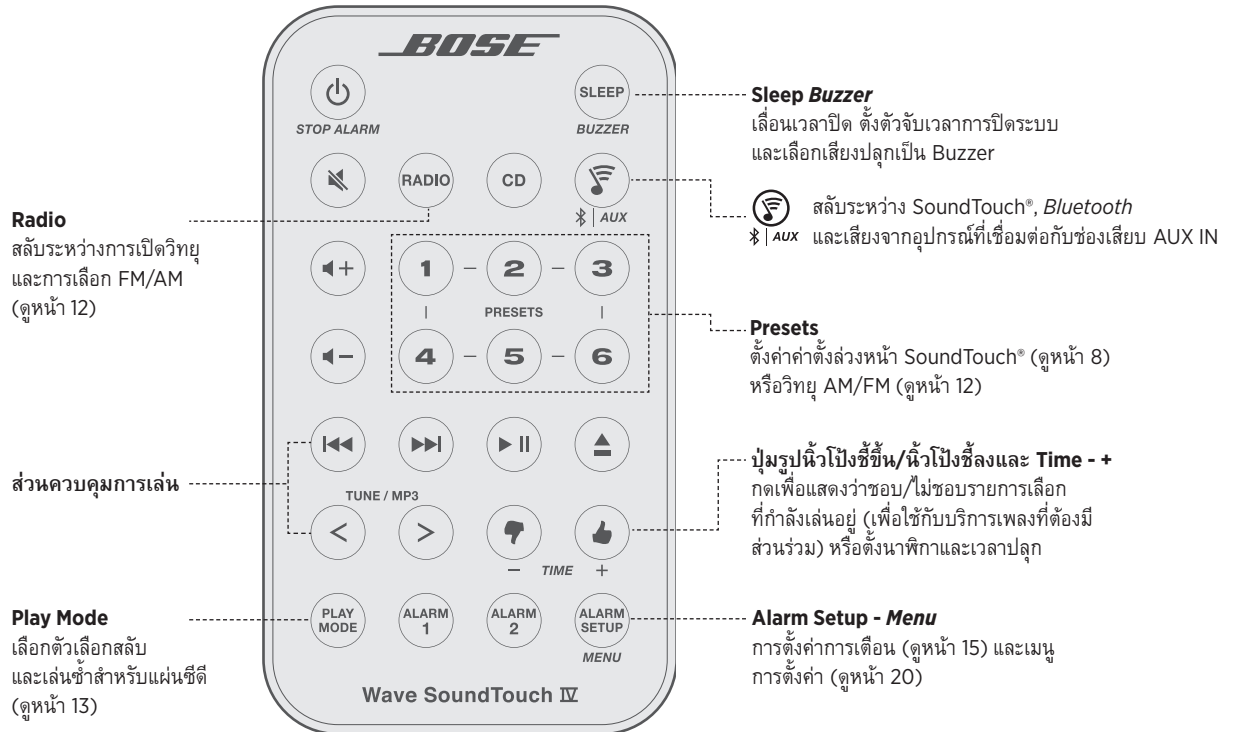 BOSE
SLEEP
STOP ALARM
BUZZER
RADIO
CD
AUX
1 – 2 – 3
PRESETS
4 – 5 – 6
TUNE / MP3
– TIME +
PLAY MODE
ALARM 1
ALARM 2
ALARM SETUP
MENU
Wave SoundTouch IV
Radio
สลับระหว่างการเปิดวิทยุ
และการเลือก FM/AM
(ดูหน้า 12)
ส่วนควบคุมการเล่น
Play Mode
เลือกตัวเลือกสลับ
และเล่นซ้ำสำหรับแผ่นซีดี
(ดูหน้า 13)
Sleep Buzzer
เลื่อนเวลาปิด ตั้งตัวจับเวลาการปิดระบบ
และเลือกเสียงปลุกเป็น Buzzer
สลับระหว่าง SoundTouch®, Bluetooth
AUX และเสียงจากอุปกรณ์ที่เชื่อมต่อกับช่องเสียบ AUX IN
Presets
ตั้งค่าค่าตั้งล่วงหน้า SoundTouch® (ดูหน้า 8)
หรือวิทยุ AM/FM (ดูหน้า 12)
ปุ่มรูปนิ้วโป้งชี้ขึ้น/นิ้วโป้งชี้ลงและ Time - +
กดเพื่อแสดงว่าชอบ/ไม่ชอบรายการเลือก
ที่กำลังเล่นอยู่ (เพื่อใช้กับบริการเพลงที่ต้องมี
ส่วนร่วม) หรือตั้งนาฬิกาและเวลาปลุก
Alarm Setup - Menu
การตั้งค่าการเตือน (ดูหน้า 15) และเมนู
การตั้งค่า (ดูหน้า 20)